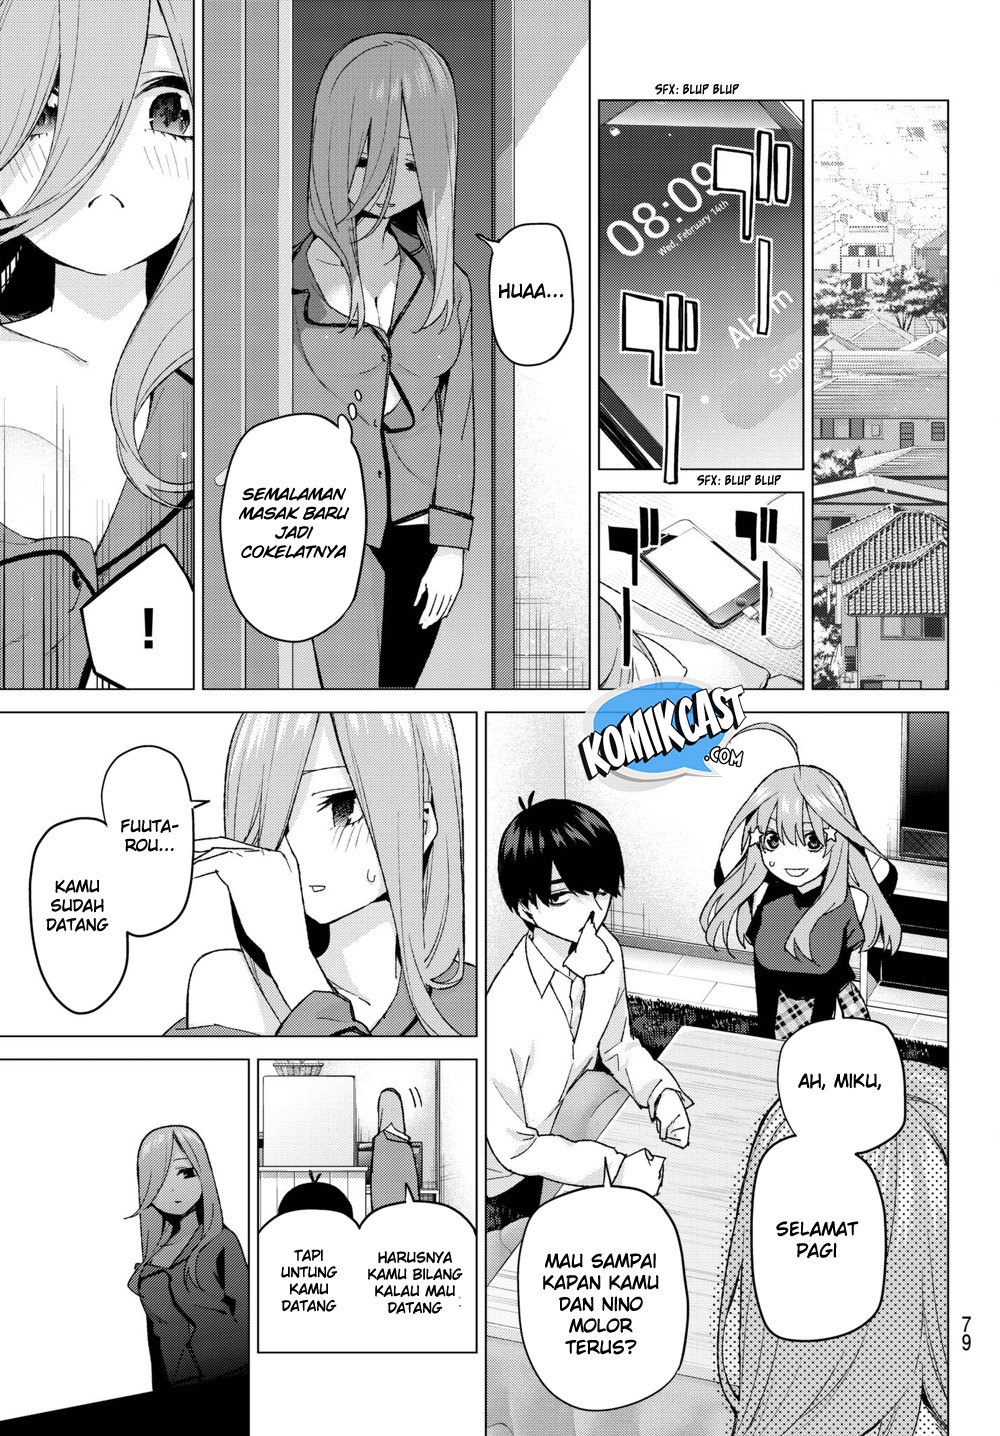 SFX: BLUP BLUP
08:09
Wed, February 14th
Alarm
Snoo
SFX: BLUP BLUP
HUAA...
SEMALAMAN
MASAK BARU
JADI
COKELATNYA
!
KOMIKCAST
.COM
AH, MIKU,
SELAMAT
PAGI
MAU SAMPAI
KAPAN KAMU
DAN NINO
MOLOR
TERUS?
FUUTA-
ROU...
KAMU
SUDAH
DATANG
HARUSNYA
KAMU BILANG
KALAU MAU
DATANG
TAPI
UNTUNG
KAMU
DATANG
79